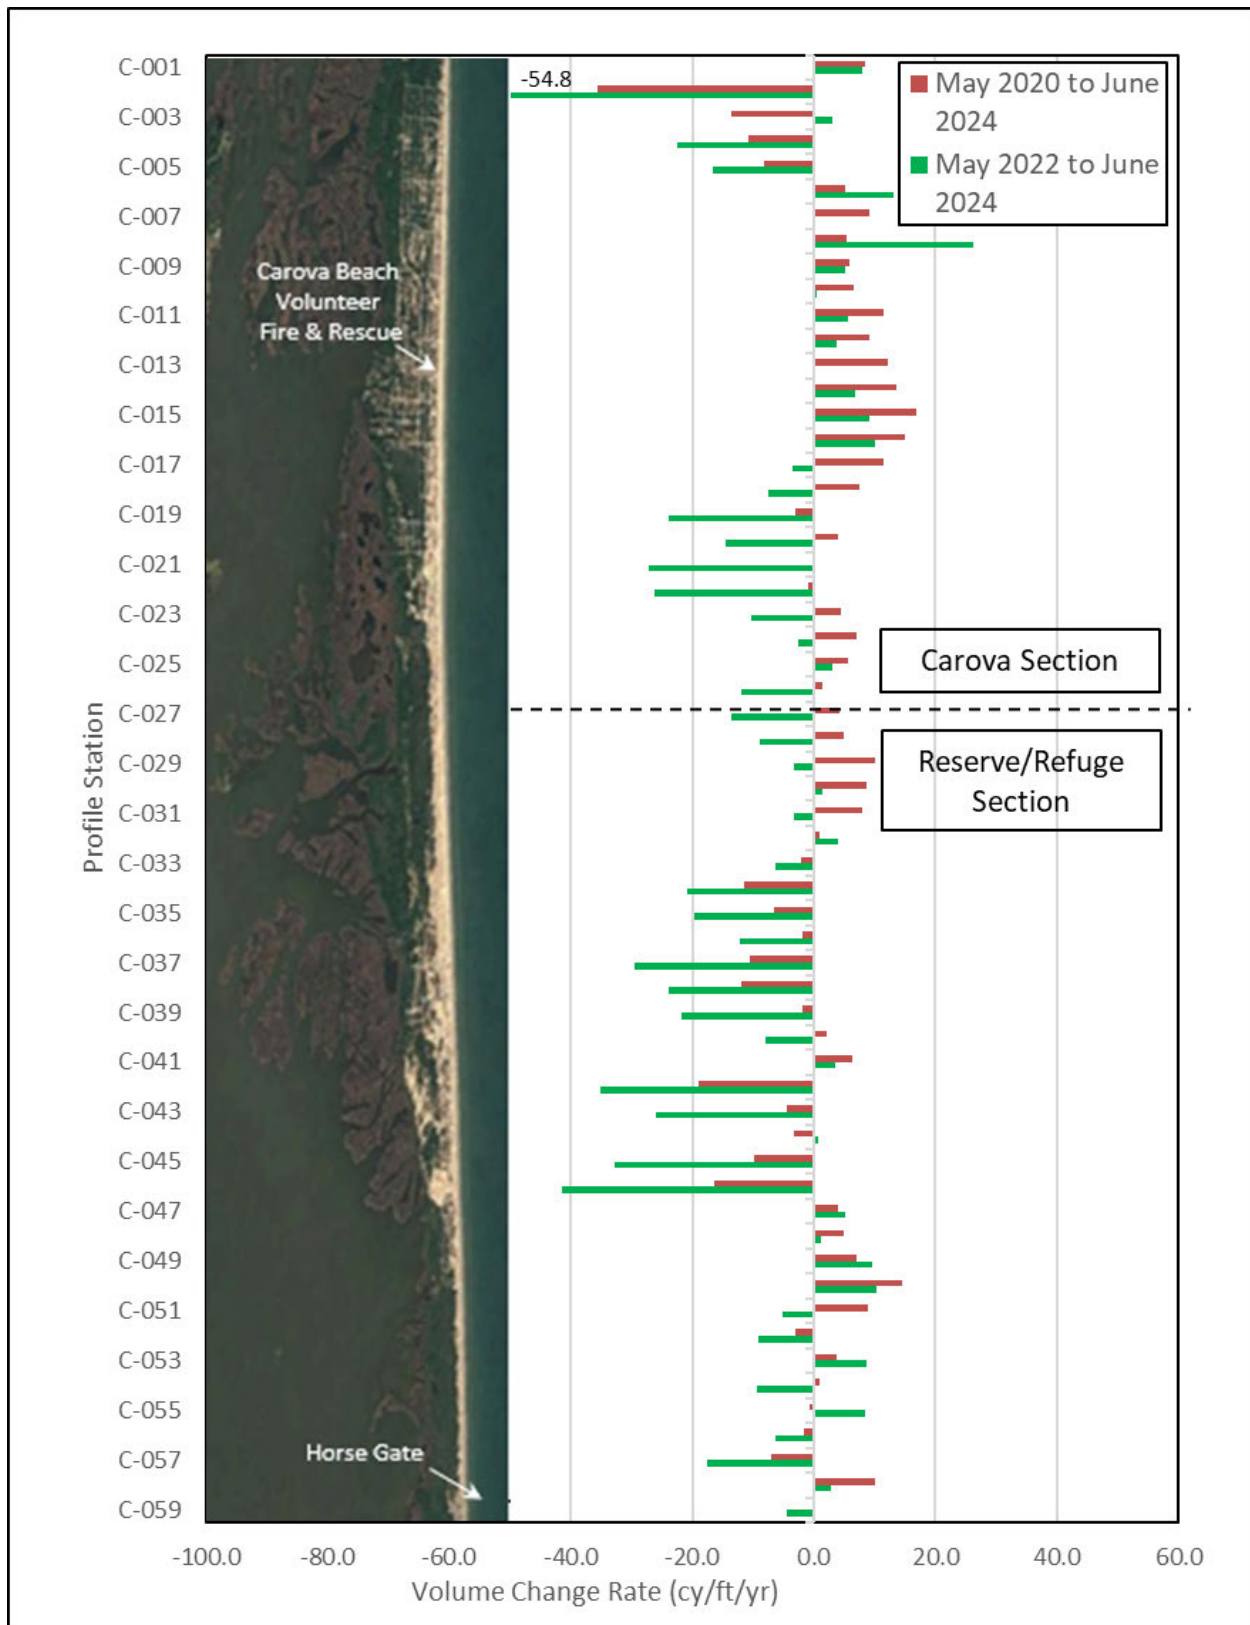 C-001
-54.8
May 2020 to June
2024
May 2022 to June
2024
C-003
C-005
C-007
C-009
Carova Beach
Volunteer
Fire & Rescue
C-011
C-013
C-015
C-017
C-019
C-021
C-023
C-025
Carova Section
C-027
C-029
Reserve/Refuge
Section
C-031
Profile Station
C-033
C-035
C-037
C-039
C-041
C-043
C-045
C-047
C-049
C-051
C-053
C-055
C-057
Horse Gate
C-059
-100.0 -80.0 -60.0 -40.0 -20.0 0.0 20.0 40.0 60.0
Volume Change Rate (cy/ft/yr)